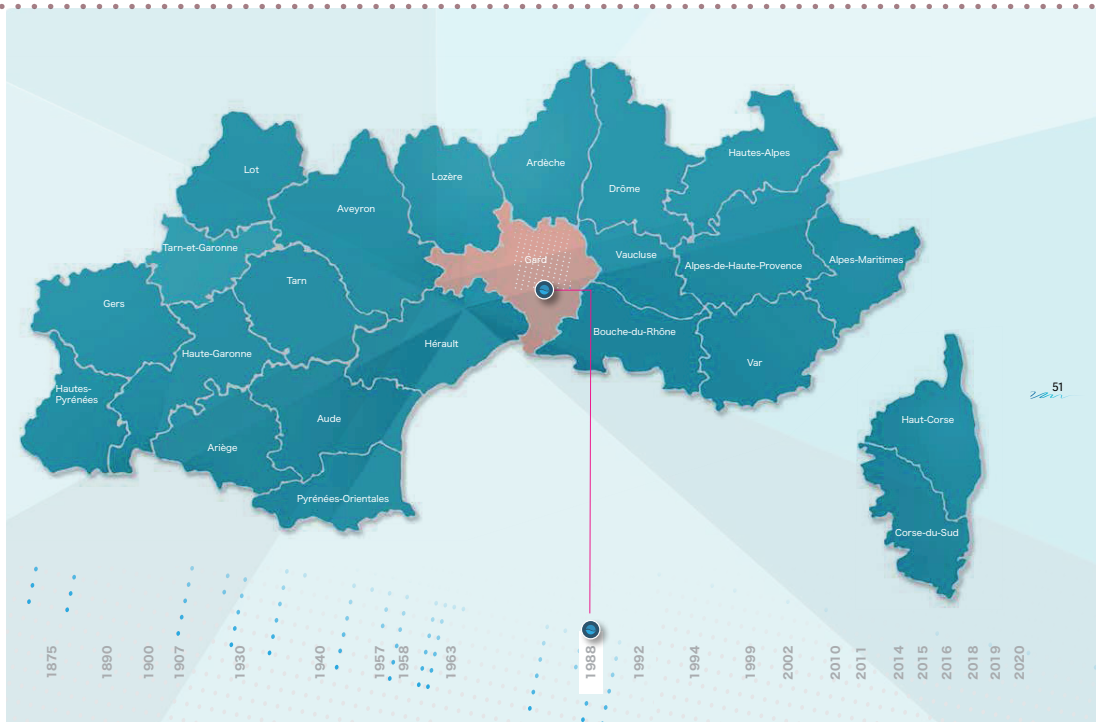 Lot
Hautes-Alpes
Ardèche
Lozère
Drôme
Aveyron
Tarn-et-Garonne
Gard
Vaucluse
Alpes-Maritimes
Alpes-de-Haute-Provence
Tarn
Gers
Bouche-du-Rhône
Hérault
Haute-Garonne
Var
Hautes-
Pyrénées
51
Aude
Haut-Corse
Ariège
Pyrénées-Orientales
Corse-du-Sud
1875
1890
1900
1907
1930
1940
1957
1958
1963
1988
1992
1994
1999
2002
2010
2011
2014
2015
2016
2018
2019
2020